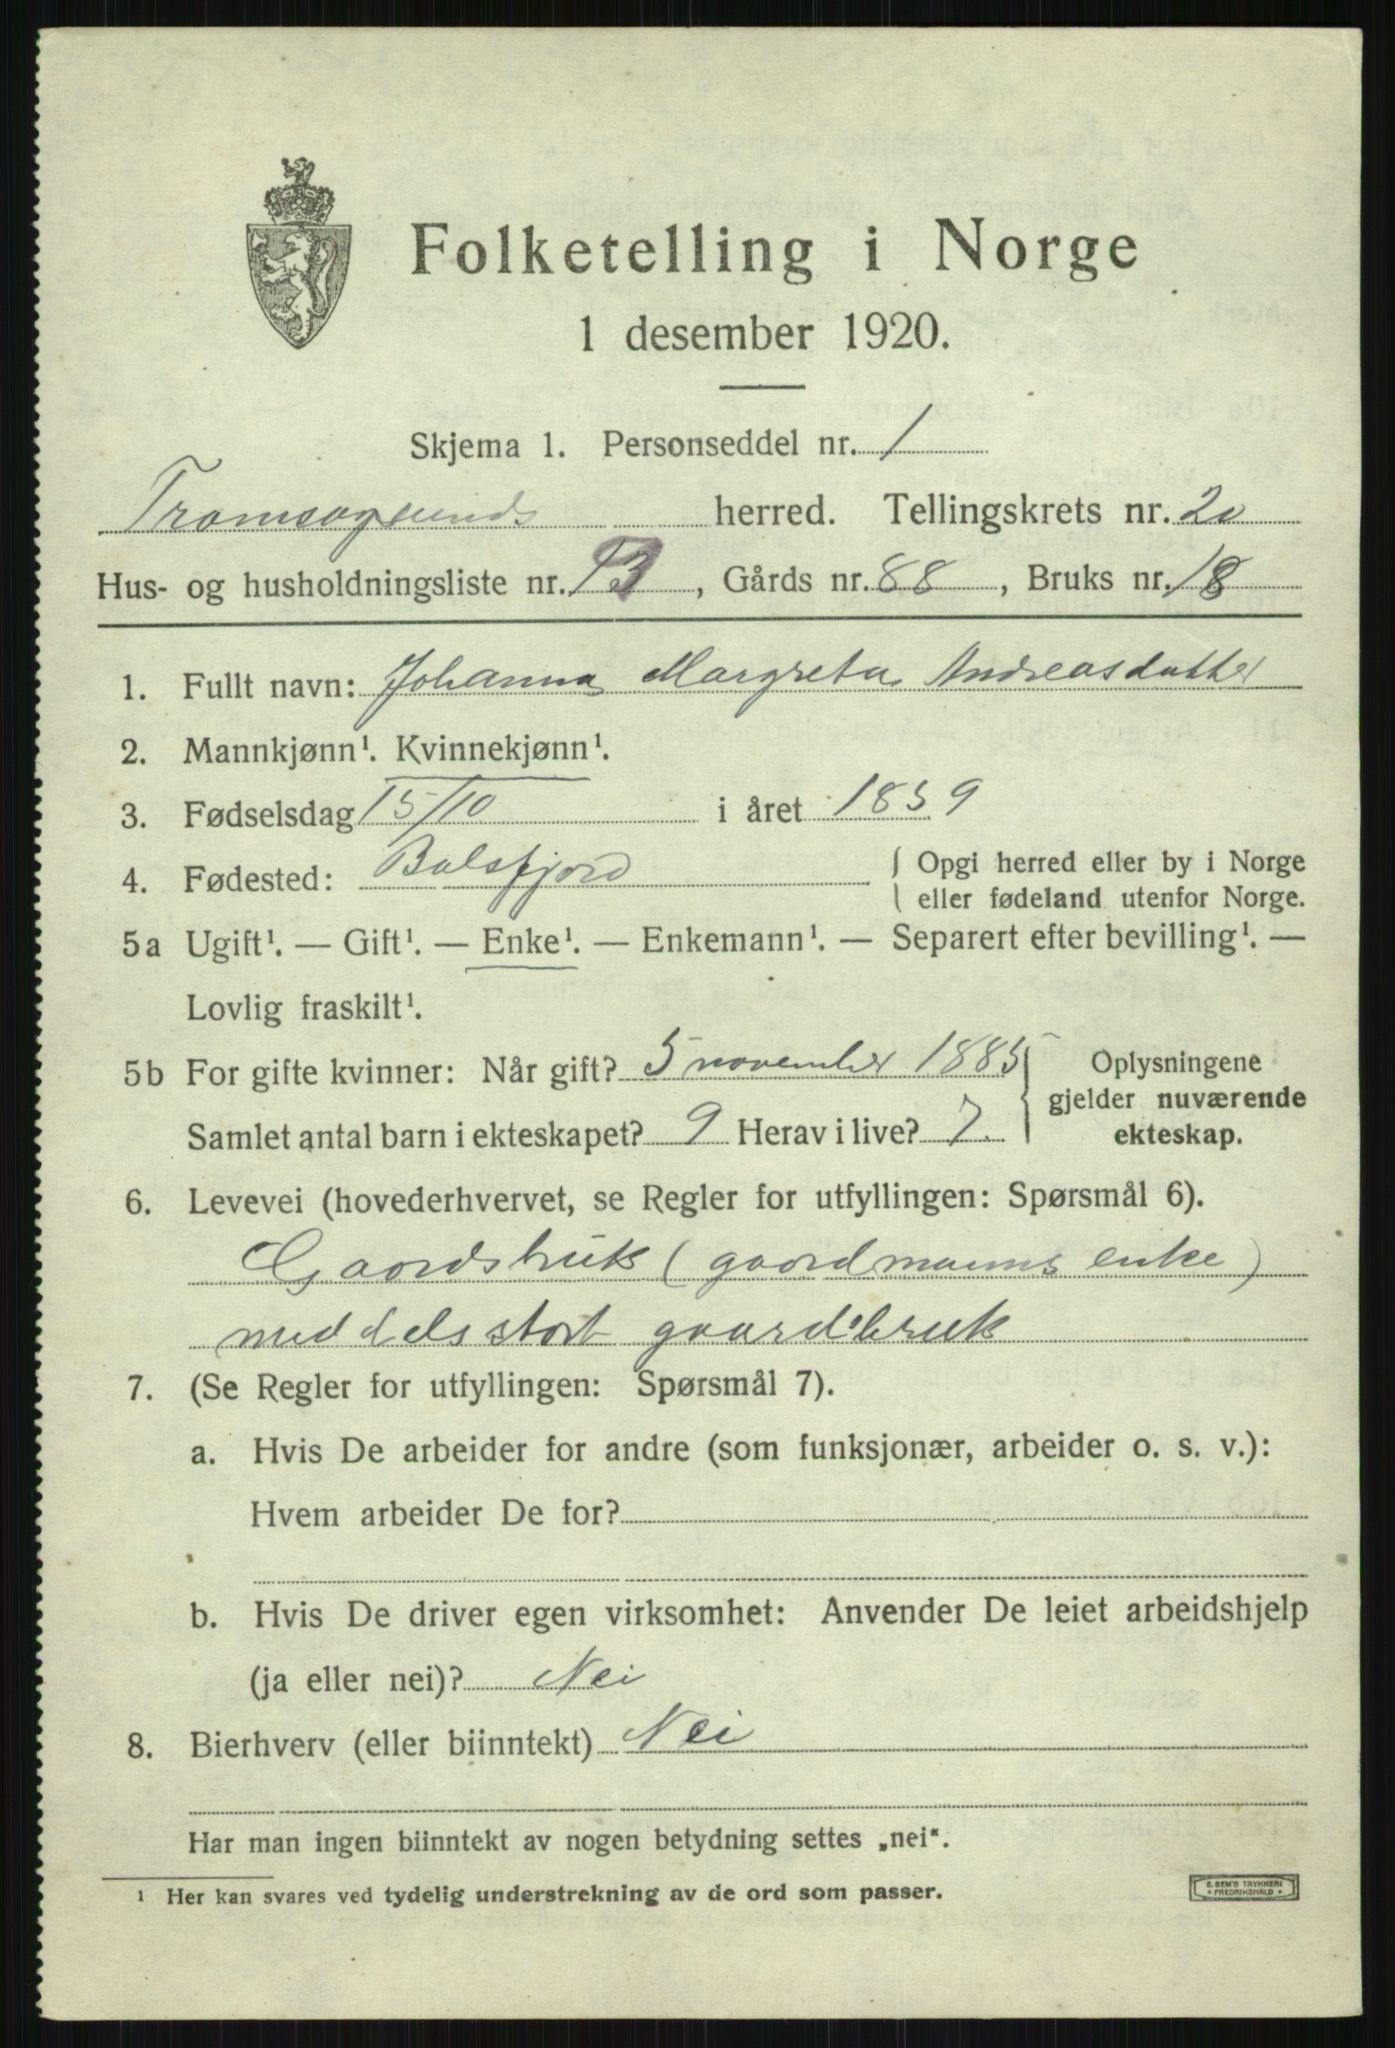 Folketelling i Norge
1 desember 1920.
Skjema 1. Personseddel nr. 1
Tromsøysunds herred. Tellingskrets nr. 20
Hus- og husholdningsliste nr. 13, Gårds nr. 88, Bruks nr. 18
1. Fullt navn: Johanna Margreta Andreasdatter
2. Mannkjønn¹. Kvinnekjønn¹.
3. Fødselsdag 15/10 i året 1859
4. Fødested: Balsfjord { Opgi herred eller by i Norge
eller fødeland utenfor Norge.
5a Ugift¹. — Gift¹. — Enke¹. — Enkemann¹. — Separert efter bevilling¹. —
Lovlig fraskilt¹.
5b For gifte kvinner: Når gift? 5 november 1885 } Oplysningene
gjelder nuværende
Samlet antal barn i ekteskapet? 9 Herav i live? 7. ekteskap.
6. Levevei (hovederhvervet, se Regler for utfyllingen: Spørsmål 6).
Gaardsbruk (gaardmanns enke)
middels stort gaardsbruk
7. (Se Regler for utfyllingen: Spørsmål 7).
a. Hvis De arbeider for andre (som funksjonær, arbeider o. s. v.):
Hvem arbeider De for?
b. Hvis De driver egen virksomhet: Anvender De leiet arbeidshjelp
(ja eller nei)? Nei
8. Bierhverv (eller biinntekt) Nei
Har man ingen biinntekt av nogen betydning settes „nei“.
¹ Her kan svares ved tydelig understrekning av de ord som passer.
E. SEM'S TRYKKERI
* FREDRIKSHALD *